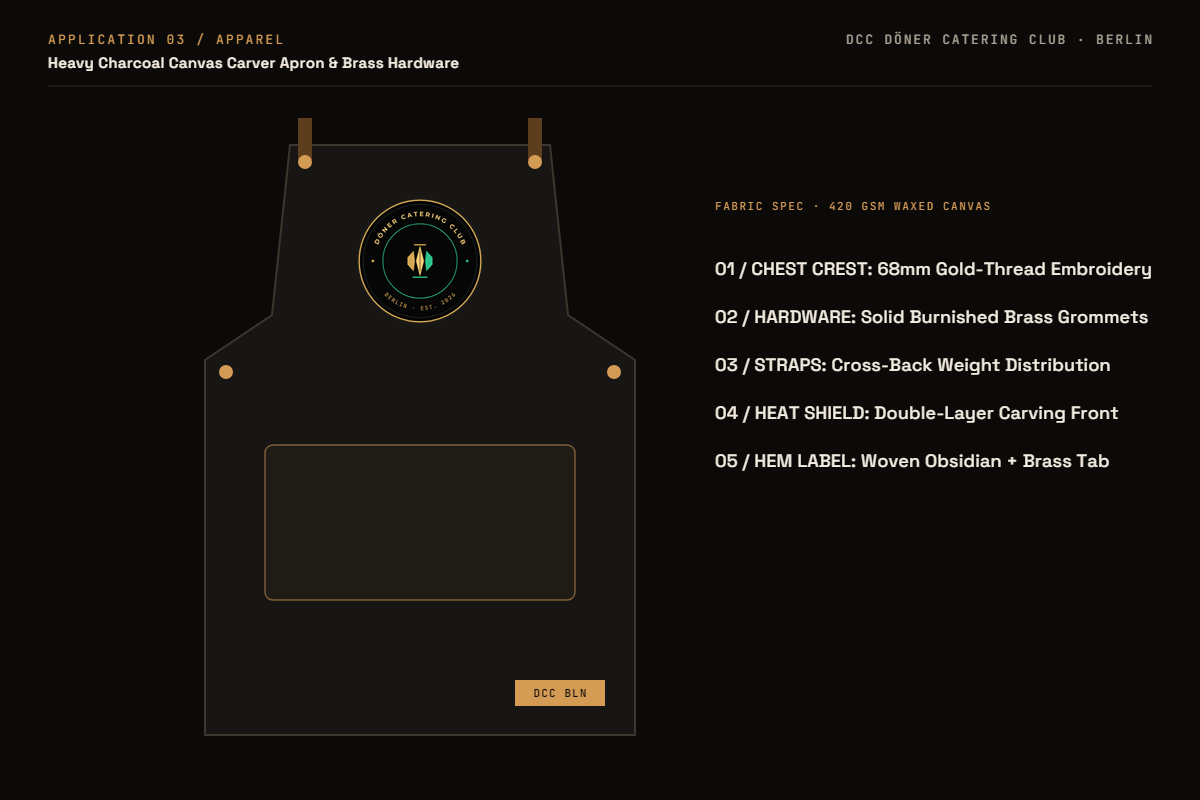 APPLICATION 03 / APPAREL
DCC DÖNER CATERING CLUB · BERLIN
Heavy Charcoal Canvas Carver Apron & Brass Hardware
DÖNER CATERING CLUB
BERLIN · EST. 2026
FABRIC SPEC · 420 GSM WAXED CANVAS
01 / CHEST CREST: 68mm Gold-Thread Embroidery
02 / HARDWARE: Solid Burnished Brass Grommets
03 / STRAPS: Cross-Back Weight Distribution
04 / HEAT SHIELD: Double-Layer Carving Front
05 / HEM LABEL: Woven Obsidian + Brass Tab
DCC BLN